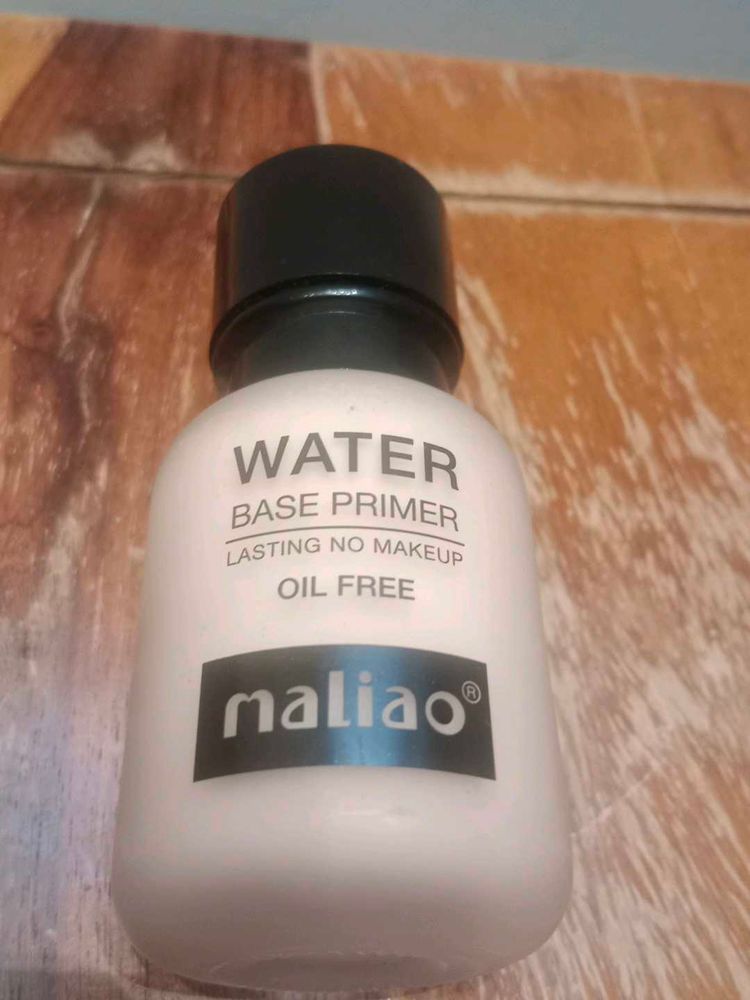 WATER
BASE PRIMER
LASTING NO MAKEUP
OIL FREE
maliao®